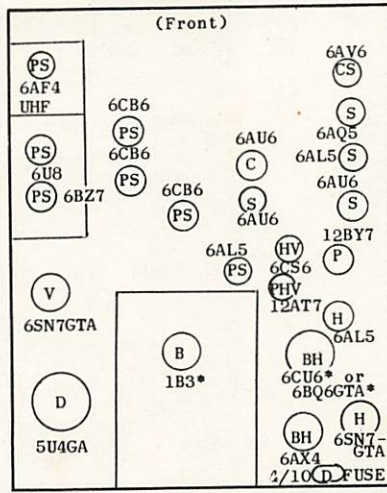 (Front)
PS
6AF4
UHF
6AV6
CS
6CB6
PS
6CB6
PS
S
6AQ5
6AU6
C
6AL5
S
PS
6U8
PS
6BZ7
6CB6
PS
6AU6
S
S
6AU6
12BY7
P
6AL5
PS
HV
6CS6
PHV
12AT7
V
6SN7GTA
H
6AL5
B
1B3*
BH
6CU6* or
6BQ6GTA*
D
5U4GA
BH
6AX4
H
6SN7-
GTA
4/10 D FUSE